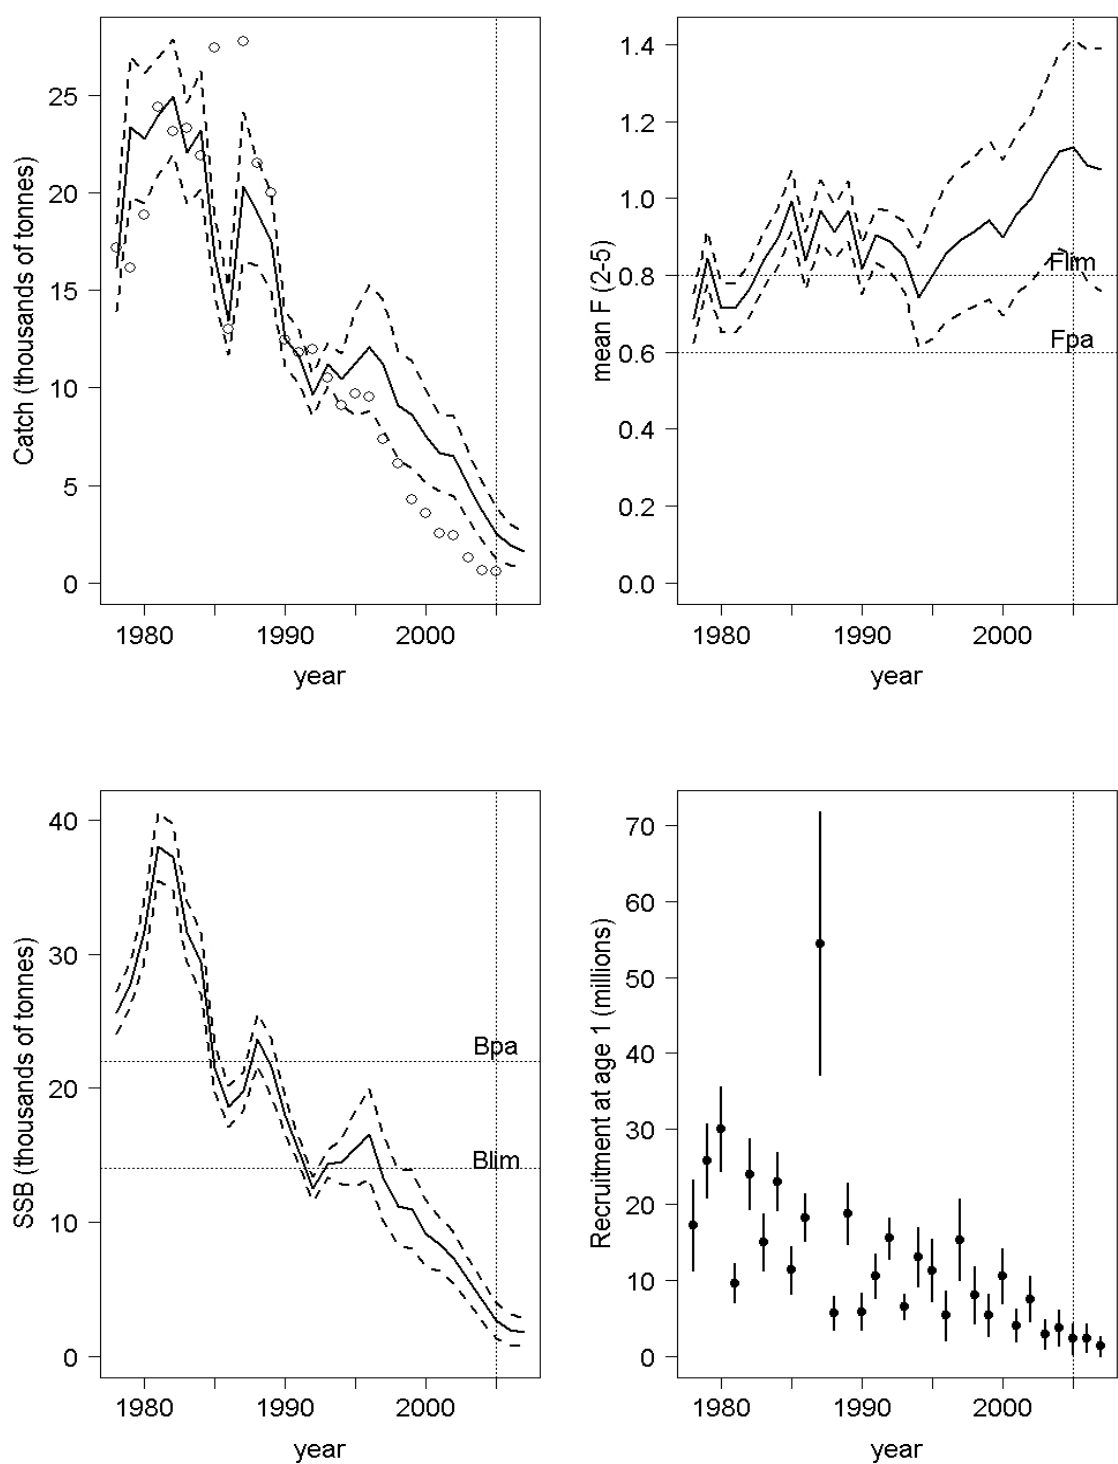 Catch (thousands of tonnes)
25
20
15
10
5
0
1980 1990 2000
year
mean F (2-5)
1.4
1.2
1.0
0.8
0.6
0.4
0.2
0.0
Flim
Fpa
1980 1990 2000
year
SSB (thousands of tonnes)
40
30
20
10
0
Bpa
Blim
1980 1990 2000
year
Recruitment at age 1 (millions)
70
60
50
40
30
20
10
0
1980 1990 2000
year